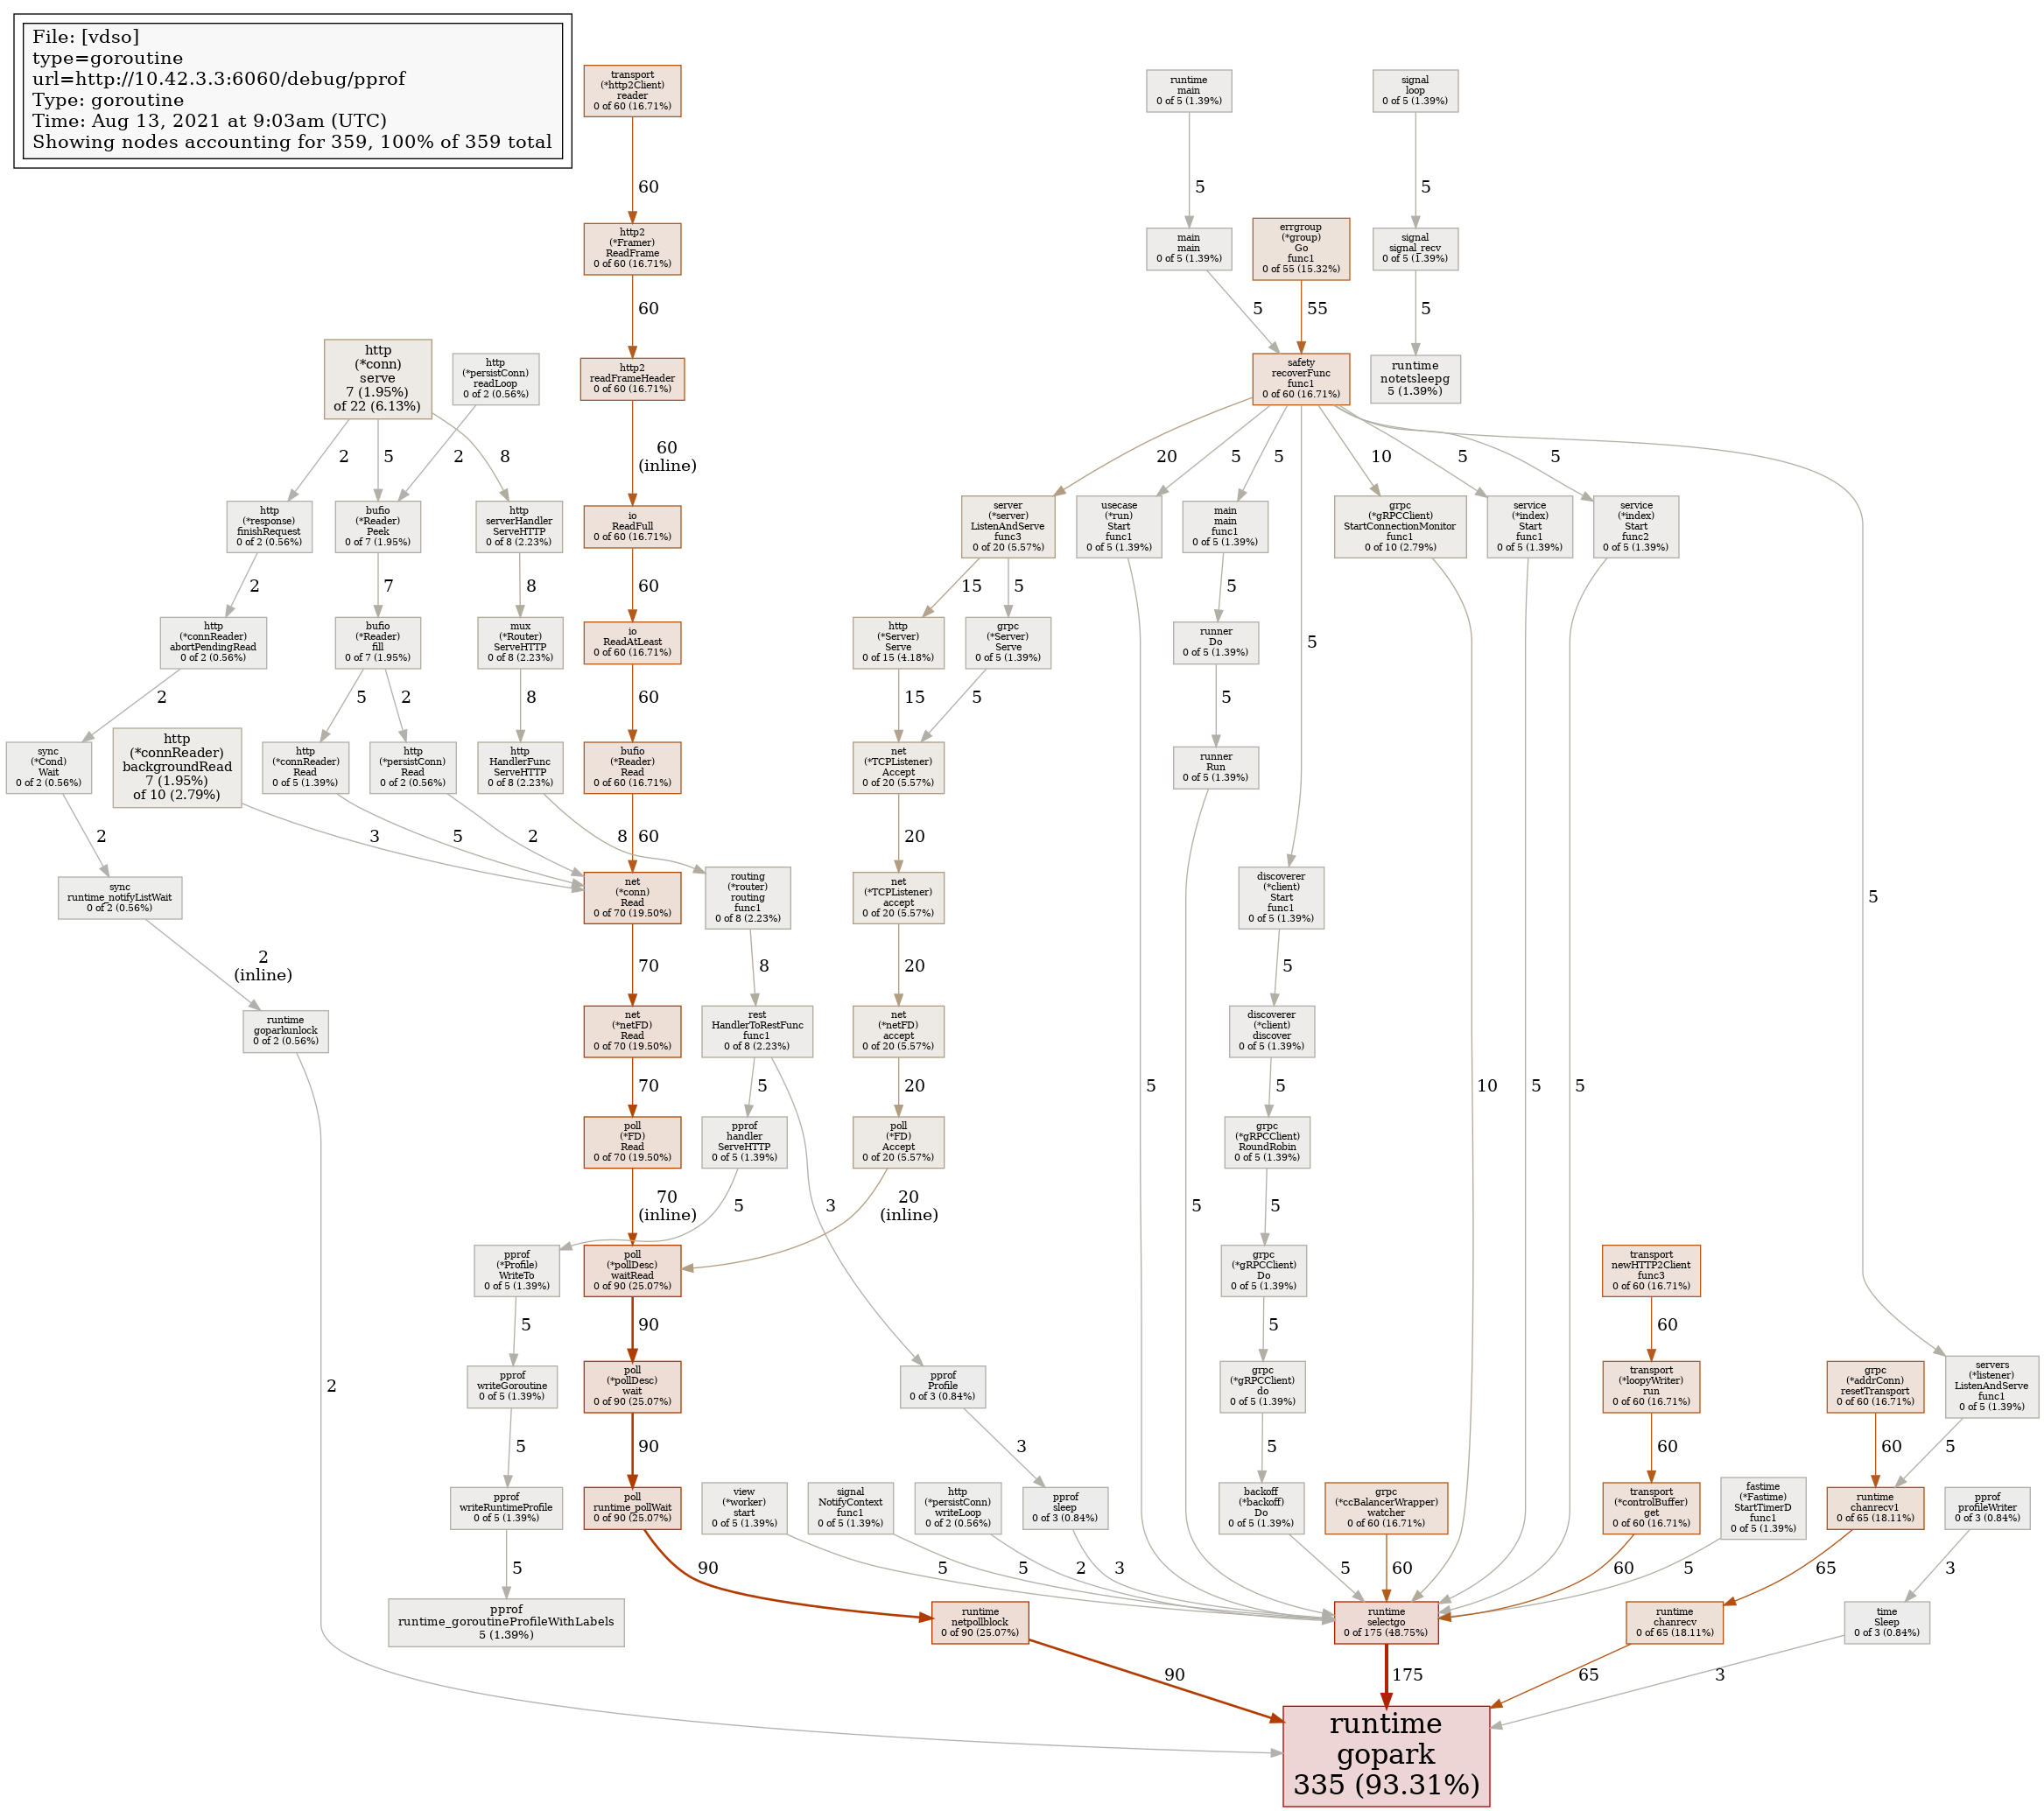 File: [vdso]
type=goroutine
url=http://10.42.3.3:6060/debug/pprof
Type: goroutine
Time: Aug 13, 2021 at 9:03am (UTC)
Showing nodes accounting for 359, 100% of 359 total
transport
(*http2Client)
reader
0 of 60 (16.71%)
runtime
main
0 of 5 (1.39%)
signal
loop
0 of 5 (1.39%)
60
5
5
http2
(*Framer)
ReadFrame
0 of 60 (16.71%)
main
main
0 of 5 (1.39%)
errgroup
(*group)
Go
func1
0 of 55 (15.32%)
signal
signal_recv
0 of 5 (1.39%)
60
5
55
5
http
(*conn)
serve
7 (1.95%)
of 22 (6.13%)
http
(*persistConn)
readLoop
0 of 2 (0.56%)
http2
readFrameHeader
0 of 60 (16.71%)
safety
recoverFunc
func1
0 of 60 (16.71%)
runtime
notetsleepg
5 (1.39%)
2
5
2
8
60
(inline)
20
5
5
10
5
5
http
(*response)
finishRequest
0 of 2 (0.56%)
bufio
(*Reader)
Peek
0 of 7 (1.95%)
http
serverHandler
ServeHTTP
0 of 8 (2.23%)
io
ReadFull
0 of 60 (16.71%)
server
(*server)
ListenAndServe
func3
0 of 20 (5.57%)
usecase
(*run)
Start
func1
0 of 5 (1.39%)
main
main
func1
0 of 5 (1.39%)
grpc
(*gRPCClient)
StartConnectionMonitor
func1
0 of 10 (2.79%)
service
(*index)
Start
func1
0 of 5 (1.39%)
service
(*index)
Start
func2
0 of 5 (1.39%)
2
7
8
60
15
5
5
5
http
(*connReader)
abortPendingRead
0 of 2 (0.56%)
bufio
(*Reader)
fill
0 of 7 (1.95%)
mux
(*Router)
ServeHTTP
0 of 8 (2.23%)
io
ReadAtLeast
0 of 60 (16.71%)
http
(*Server)
Serve
0 of 15 (4.18%)
grpc
(*Server)
Serve
0 of 5 (1.39%)
runner
Do
0 of 5 (1.39%)
2
5
2
8
60
15
5
5
sync
(*Cond)
Wait
0 of 2 (0.56%)
http
(*connReader)
backgroundRead
7 (1.95%)
of 10 (2.79%)
http
(*connReader)
Read
0 of 5 (1.39%)
http
(*persistConn)
Read
0 of 2 (0.56%)
http
HandlerFunc
ServeHTTP
0 of 8 (2.23%)
bufio
(*Reader)
Read
0 of 60 (16.71%)
net
(*TCPListener)
Accept
0 of 20 (5.57%)
runner
Run
0 of 5 (1.39%)
2
3
5
2
8
60
20
sync
runtime_notifyListWait
0 of 2 (0.56%)
net
(*conn)
Read
0 of 70 (19.50%)
routing
(*router)
routing
func1
0 of 8 (2.23%)
net
(*TCPListener)
accept
0 of 20 (5.57%)
discoverer
(*client)
Start
func1
0 of 5 (1.39%)
5
2
(inline)
70
8
20
5
runtime
goparkunlock
0 of 2 (0.56%)
net
(*netFD)
Read
0 of 70 (19.50%)
rest
HandlerToRestFunc
func1
0 of 8 (2.23%)
net
(*netFD)
accept
0 of 20 (5.57%)
discoverer
(*client)
discover
0 of 5 (1.39%)
70
5
20
5
5
10
5
5
poll
(*FD)
Read
0 of 70 (19.50%)
pprof
handler
ServeHTTP
0 of 5 (1.39%)
poll
(*FD)
Accept
0 of 20 (5.57%)
grpc
(*gRPCClient)
RoundRobin
0 of 5 (1.39%)
70
(inline)
5
3
20
(inline)
5
5
pprof
(*Profile)
WriteTo
0 of 5 (1.39%)
poll
(*pollDesc)
waitRead
0 of 90 (25.07%)
grpc
(*gRPCClient)
Do
0 of 5 (1.39%)
transport
newHTTP2Client
func3
0 of 60 (16.71%)
5
90
5
60
pprof
writeGoroutine
0 of 5 (1.39%)
poll
(*pollDesc)
wait
0 of 90 (25.07%)
pprof
Profile
0 of 3 (0.84%)
grpc
(*gRPCClient)
do
0 of 5 (1.39%)
transport
(*loopyWriter)
run
0 of 60 (16.71%)
grpc
(*addrConn)
resetTransport
0 of 60 (16.71%)
servers
(*listener)
ListenAndServe
func1
0 of 5 (1.39%)
2
5
90
3
5
60
60
5
pprof
writeRuntimeProfile
0 of 5 (1.39%)
poll
runtime_pollWait
0 of 90 (25.07%)
view
(*worker)
start
0 of 5 (1.39%)
signal
NotifyContext
func1
0 of 5 (1.39%)
http
(*persistConn)
writeLoop
0 of 2 (0.56%)
pprof
sleep
0 of 3 (0.84%)
backoff
(*backoff)
Do
0 of 5 (1.39%)
grpc
(*ccBalancerWrapper)
watcher
0 of 60 (16.71%)
transport
(*controlBuffer)
get
0 of 60 (16.71%)
fastime
(*Fastime)
StartTimerD
func1
0 of 5 (1.39%)
runtime
chanrecv1
0 of 65 (18.11%)
pprof
profileWriter
0 of 3 (0.84%)
5
90
5
5
2
3
5
60
60
5
65
3
pprof
runtime_goroutineProfileWithLabels
5 (1.39%)
runtime
netpollblock
0 of 90 (25.07%)
runtime
selectgo
0 of 175 (48.75%)
runtime
chanrecv
0 of 65 (18.11%)
time
Sleep
0 of 3 (0.84%)
90
175
65
3
runtime
gopark
335 (93.31%)